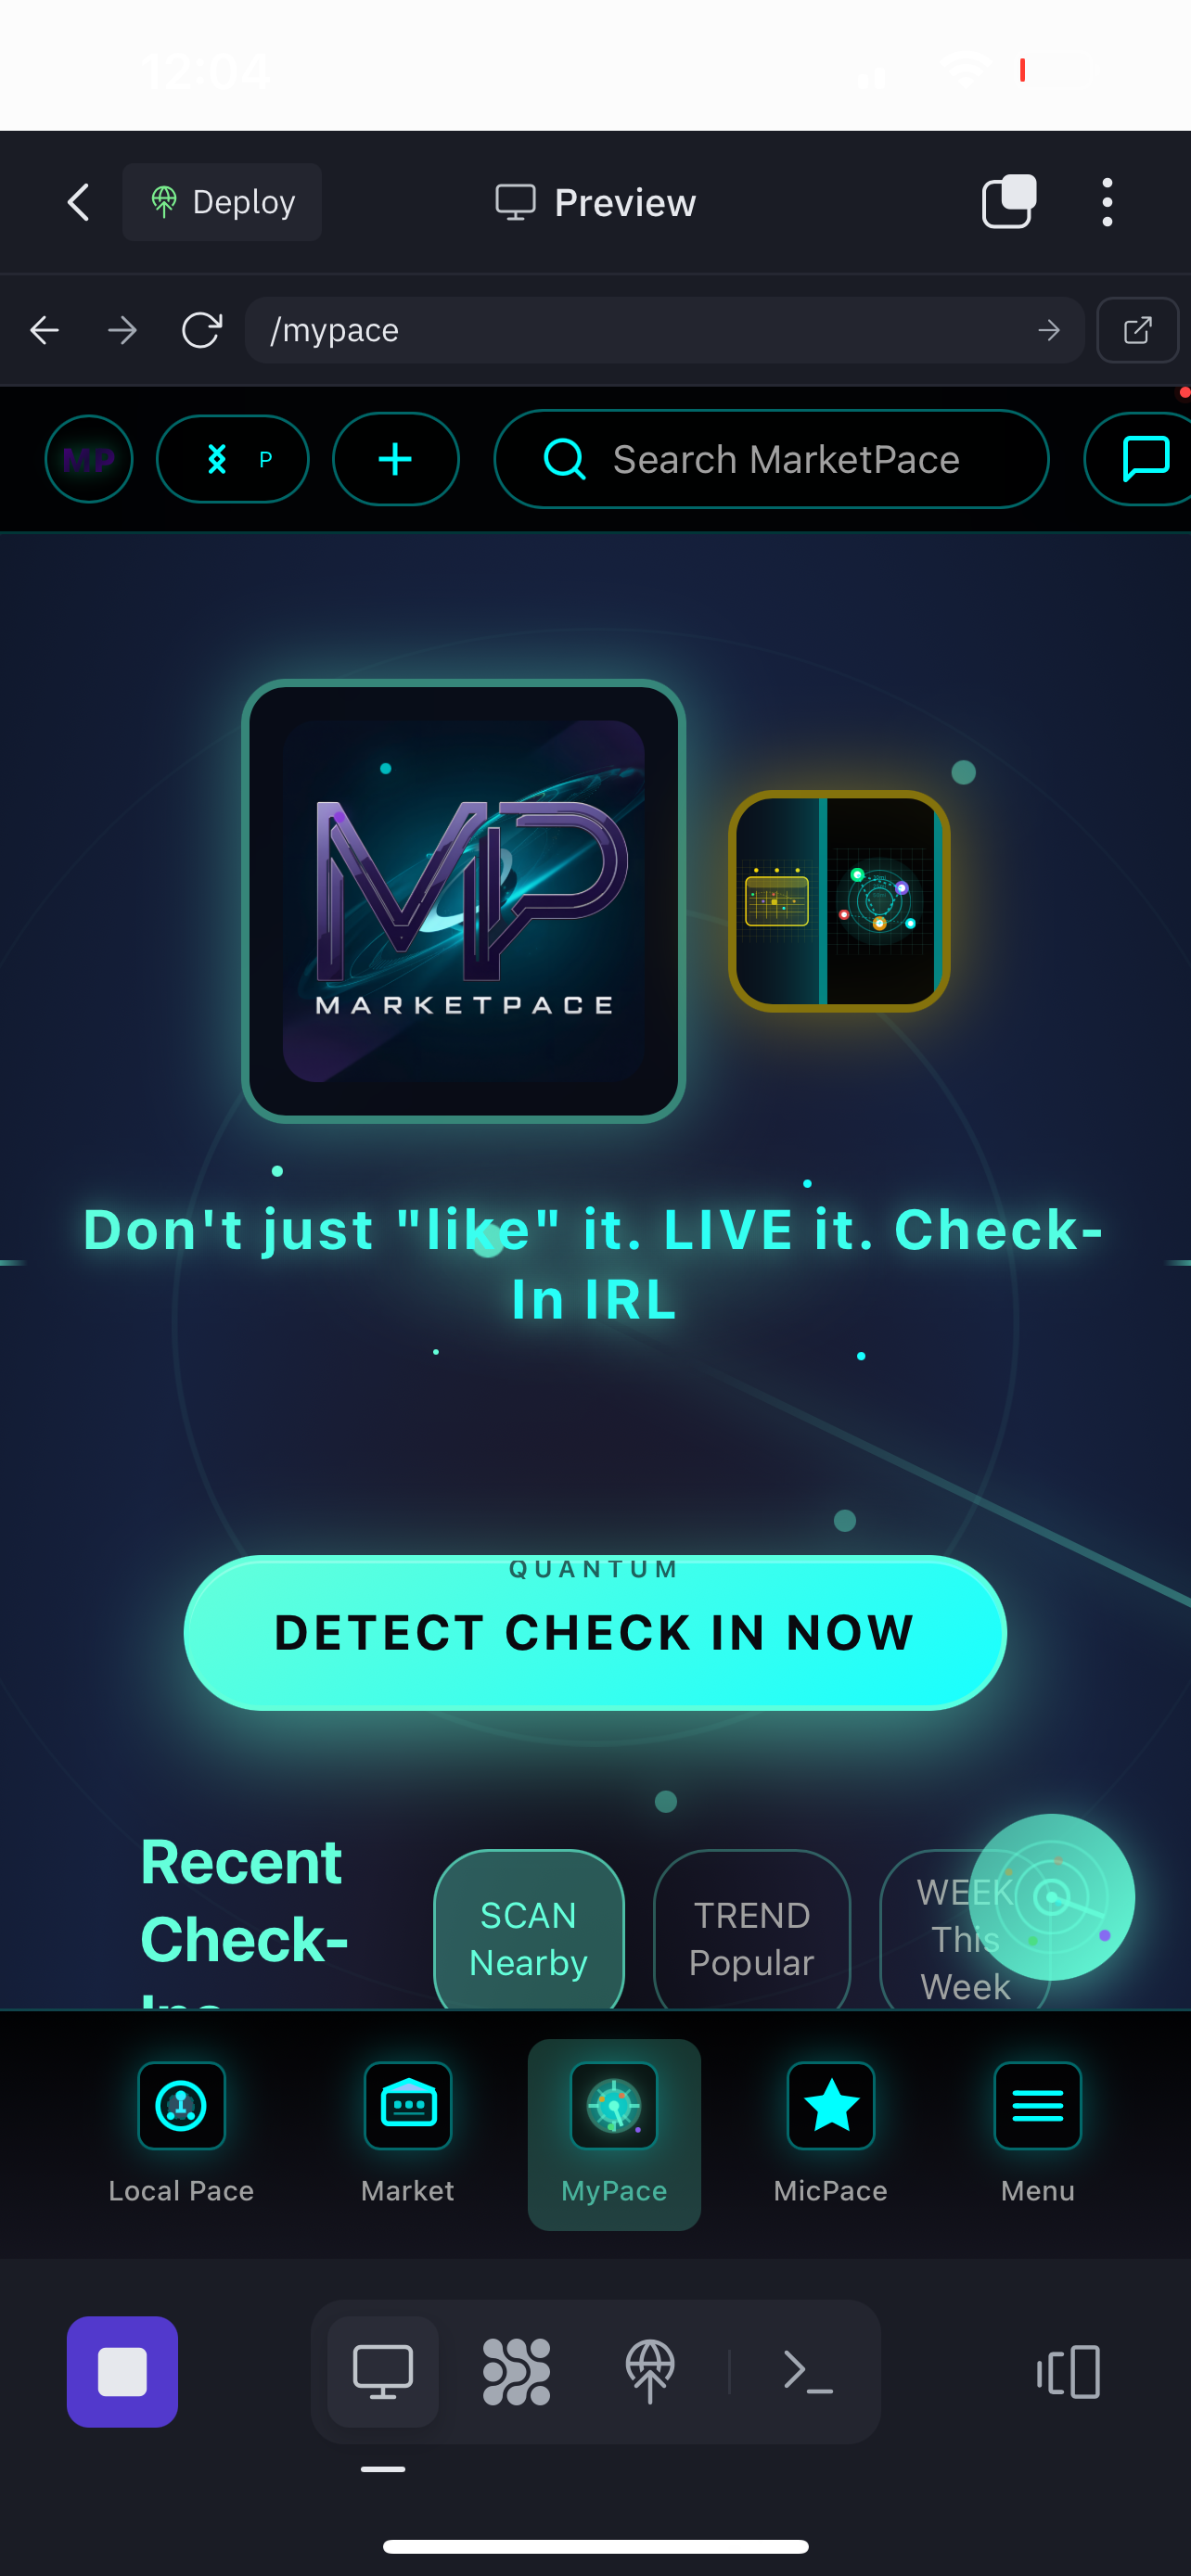 12:04
Deploy
Preview
/mypace
MP
P
Search MarketPace
MP
MARKETPACE
Don't just "like" it. LIVE it. Check-
In IRL
QUANTUM
DETECT CHECK IN NOW
Recent
Check-
Ins
SCAN
Nearby
TREND
Popular
WEEK
This
Week
Local Pace
Market
MyPace
MicPace
Menu